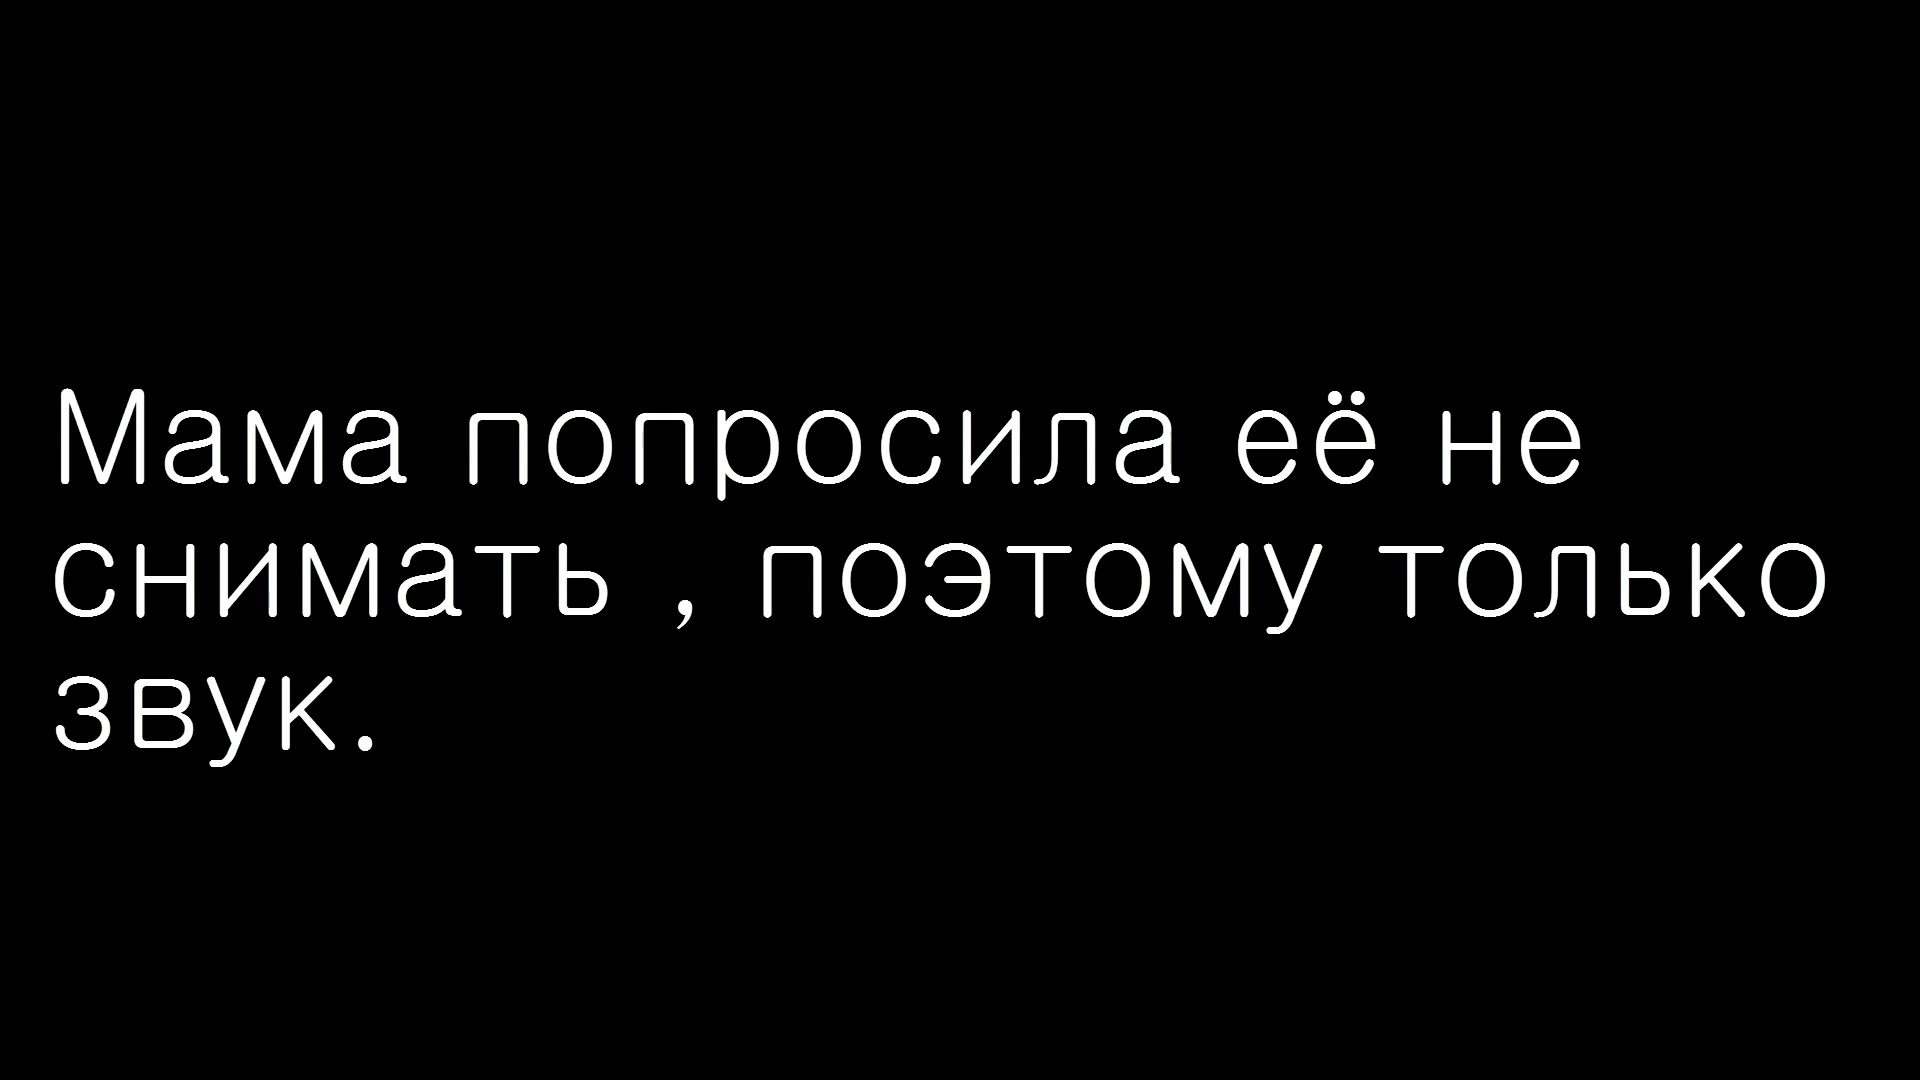 Мама попросила её не
снимать , поэтому только
звук.